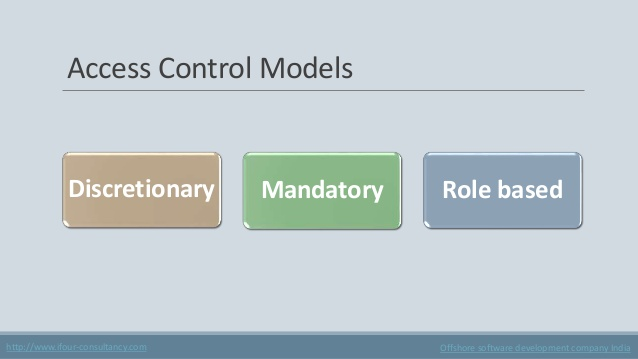 Access Control Models
Discretionary
Mandatory
Role based
http://www.ifour-consultancy.com
Offshore software development company India